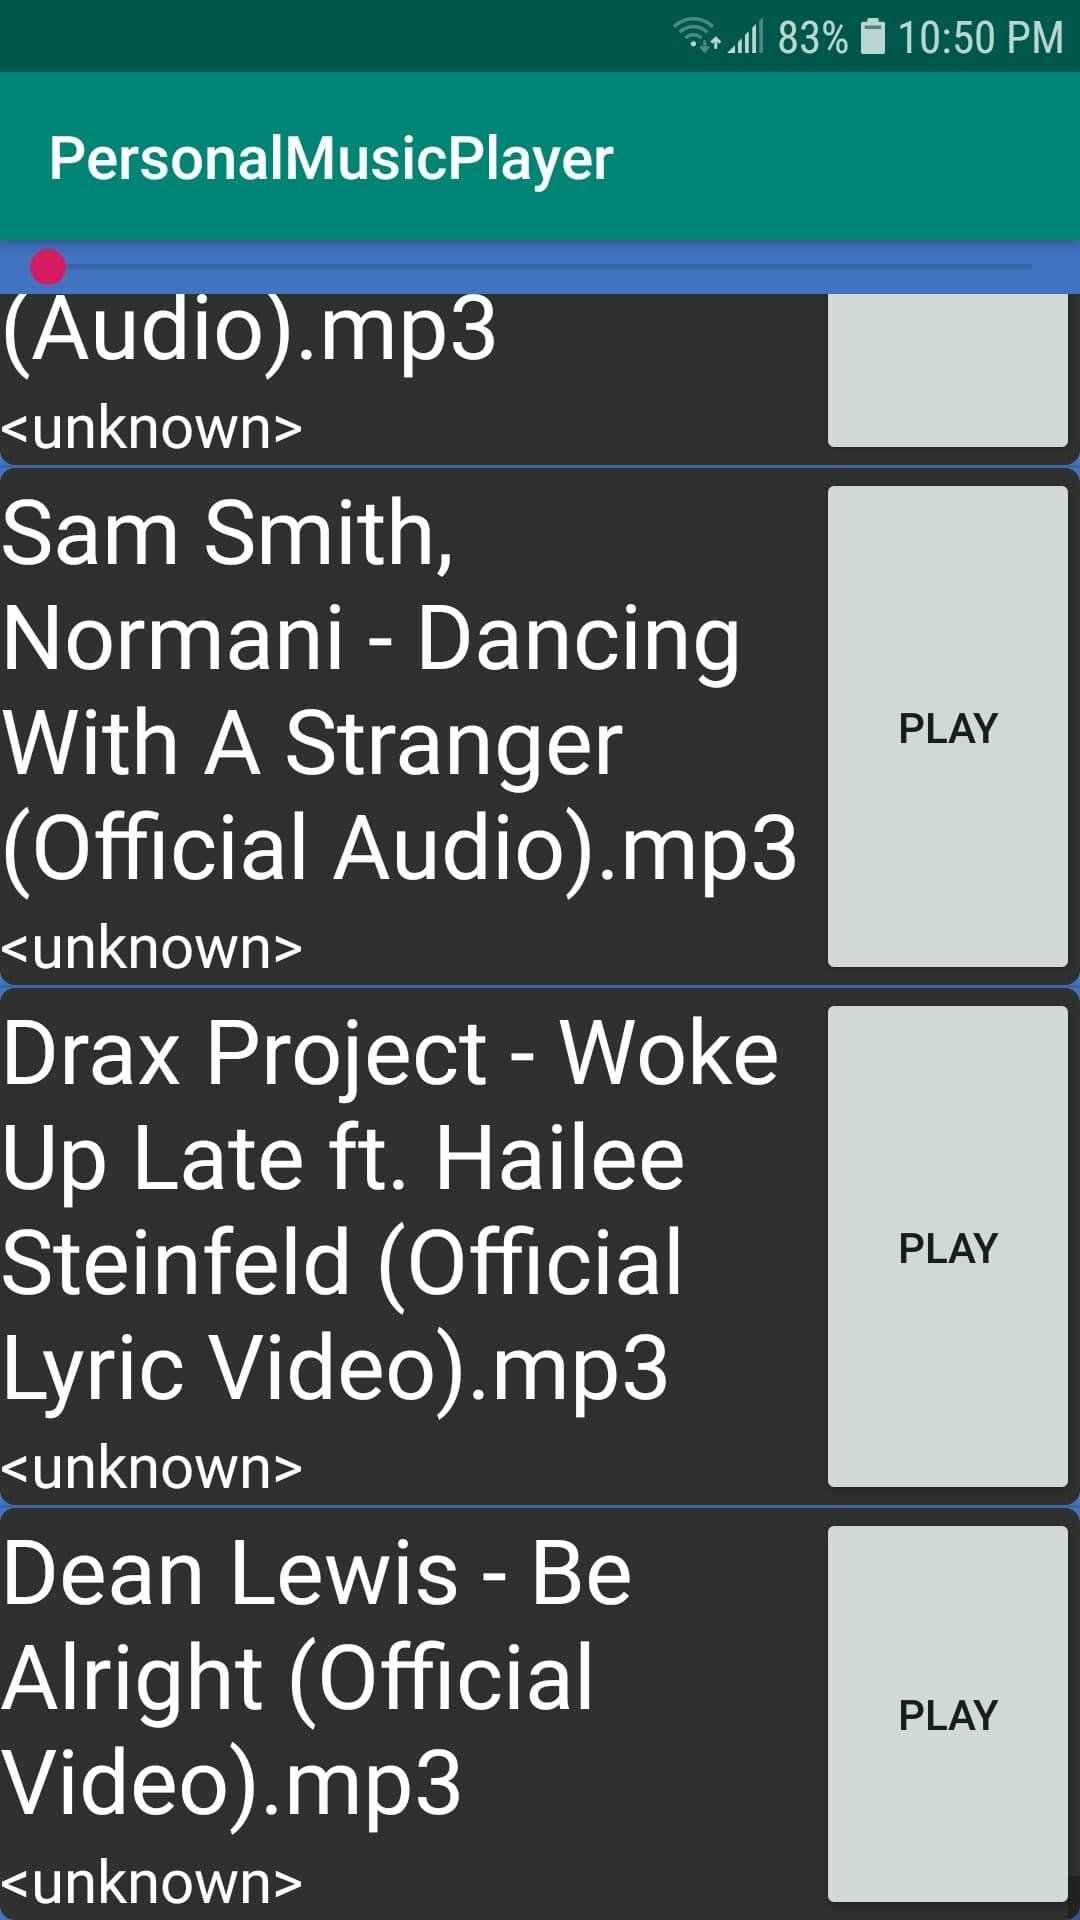 83% 10:50 PM
PersonalMusicPlayer
(Audio).mp3
<unknown>
Sam Smith,
Normani - Dancing
With A Stranger
(Official Audio).mp3
<unknown>
PLAY
Drax Project - Woke
Up Late ft. Hailee
Steinfeld (Official
Lyric Video).mp3
<unknown>
PLAY
Dean Lewis - Be
Alright (Official
Video).mp3
<unknown>
PLAY